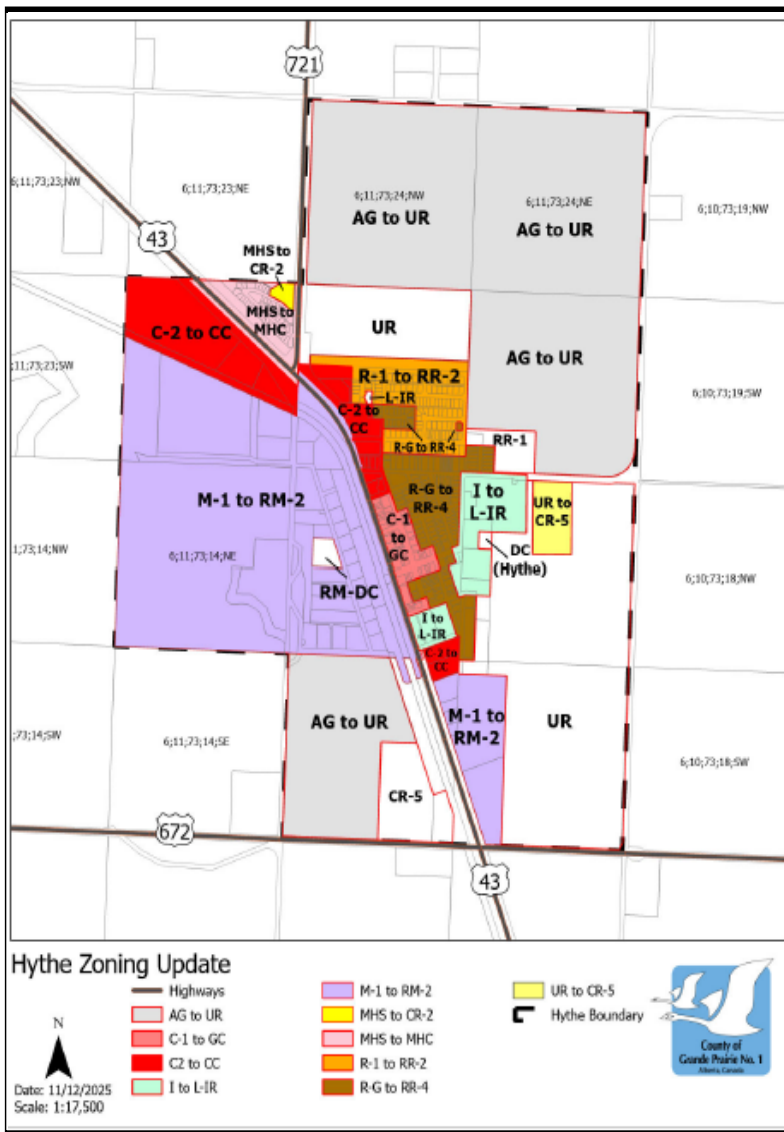 721
6;11;73;23;NW
6;11;73;23;NE
6;11;73;24;NW
AG to UR
6;11;73;24;NE
AG to UR
6;10;73;19;NW
43
MHS to
CR-2
MHS to
MHC
C-2 to CC
UR
AG to UR
;11;73;23;SW
6;10;73;19;SW
R-1 to RR-2
L-IR
C-2 to
CC
R-G to RR-4
RR-1
R-G to
RR-4
I to
L-IR
UR to
CR-5
M-1 to RM-2
C-1
to
GC
DC
(Hythe)
1;73;14;NW
6;11;73;14;NE
6;10;73;18;NW
RM-DC
I to
L-IR
C-2 to
CC
AG to UR
M-1 to
RM-2
UR
;73;14;SW
6;11;73;14;SE
6;10;73;18;SW
CR-5
672
43
Hythe Zoning Update
Highways
AG to UR
C-1 to GC
C2 to CC
I to L-IR
M-1 to RM-2
MHS to CR-2
MHS to MHC
R-1 to RR-2
R-G to RR-4
UR to CR-5
Hythe Boundary
N
Date: 11/12/2025
Scale: 1:17,500
County of
Grande Prairie No. 1
Alberta, Canada